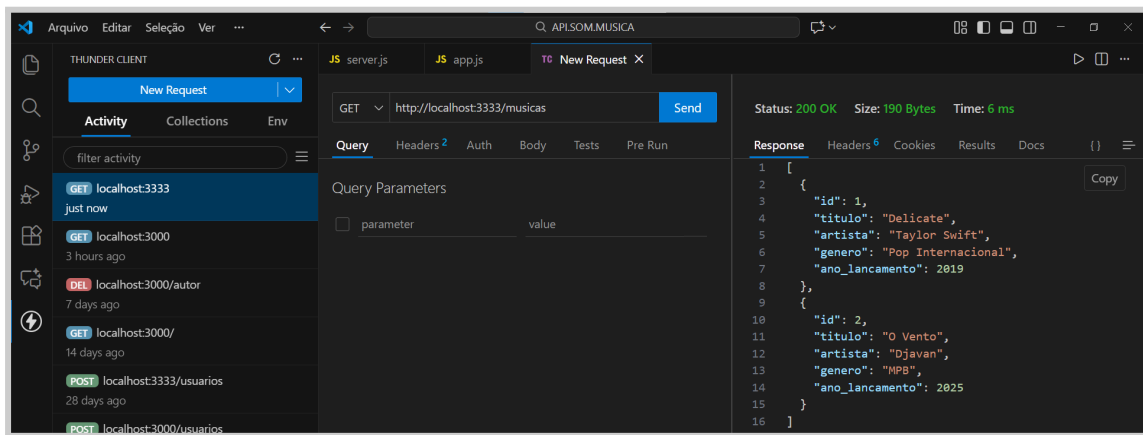 Arquivo Editar Seleção Ver ··· ← → API.SOM.MUSICA
THUNDER CLIENT ···
New Request
Activity Collections Env
filter activity
GET localhost:3333
just now
GET localhost:3000
3 hours ago
DEL localhost:3000/autor
7 days ago
GET localhost:3000/
14 days ago
POST localhost:3333/usuarios
28 days ago
POST localhost:3000/usuarios
JS server.js JS app.js TC New Request ×
GET http://localhost:3333/musicas Send
Query Headers 2 Auth Body Tests Pre Run
Query Parameters
parameter value
Status: 200 OK Size: 190 Bytes Time: 6 ms
Response Headers 6 Cookies Results Docs { }
Copy
1 [
2 {
3 "id": 1,
4 "titulo": "Delicate",
5 "artista": "Taylor Swift",
6 "genero": "Pop Internacional",
7 "ano_lancamento": 2019
8 },
9 {
10 "id": 2,
11 "titulo": "O Vento",
12 "artista": "Djavan",
13 "genero": "MPB",
14 "ano_lancamento": 2025
15 }
16 ]